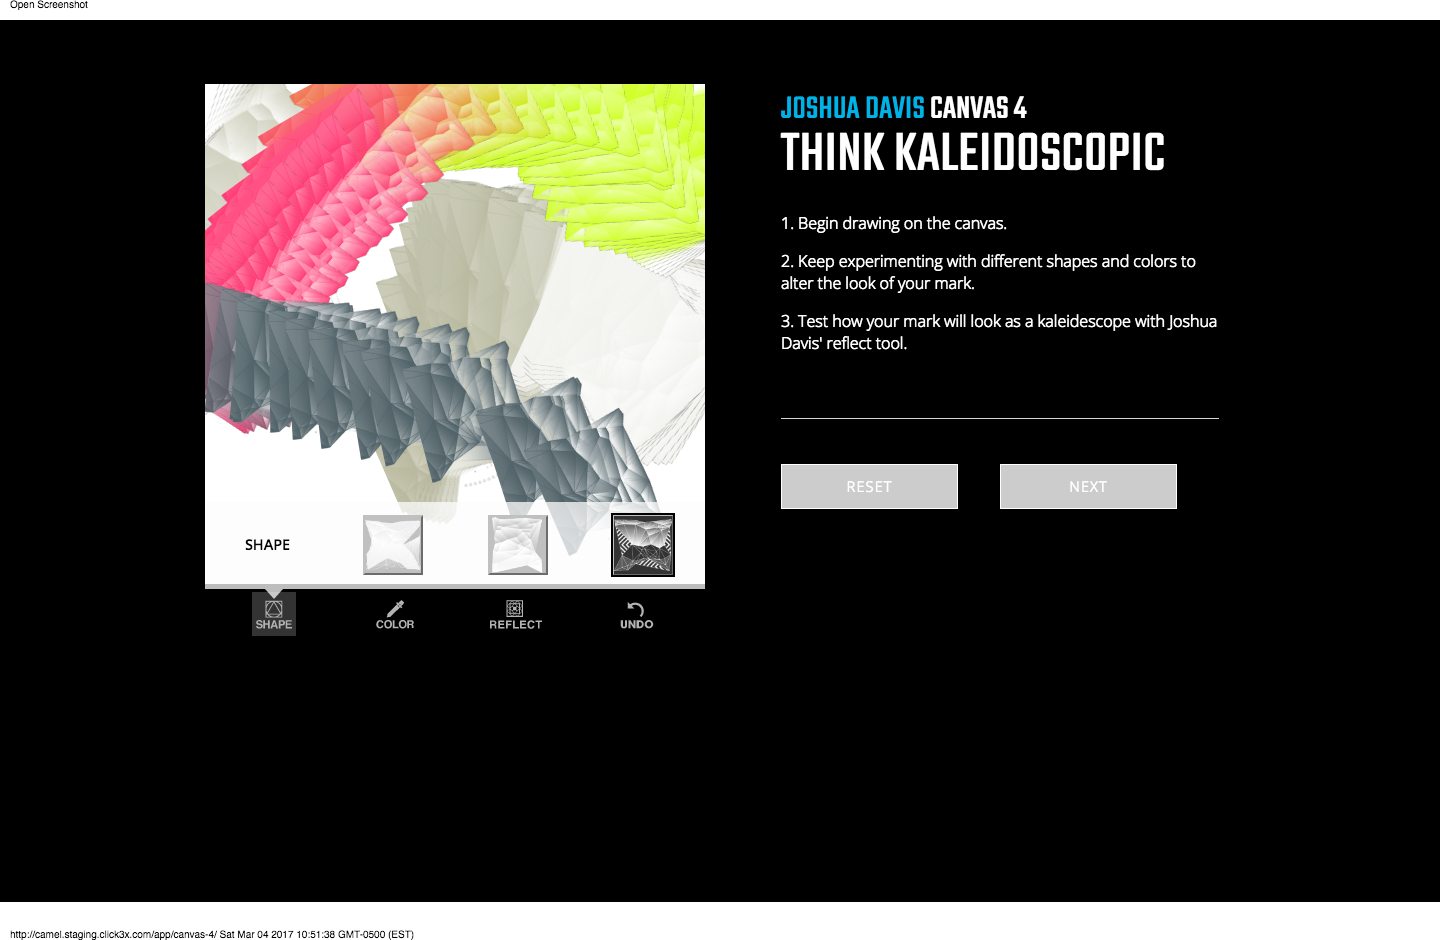 Open Screenshot
JOSHUA DAVIS CANVAS 4
THINK KALEIDOSCOPIC
1. Begin drawing on the canvas.
2. Keep experimenting with different shapes and colors to
alter the look of your mark.
3. Test how your mark will look as a kaleidescope with Joshua
Davis' reflect tool.
RESET NEXT
SHAPE
SHAPE COLOR REFLECT UNDO
http://camel.staging.click3x.com/app/canvas-4/ Sat Mar 04 2017 10:51:38 GMT-0500 (EST)